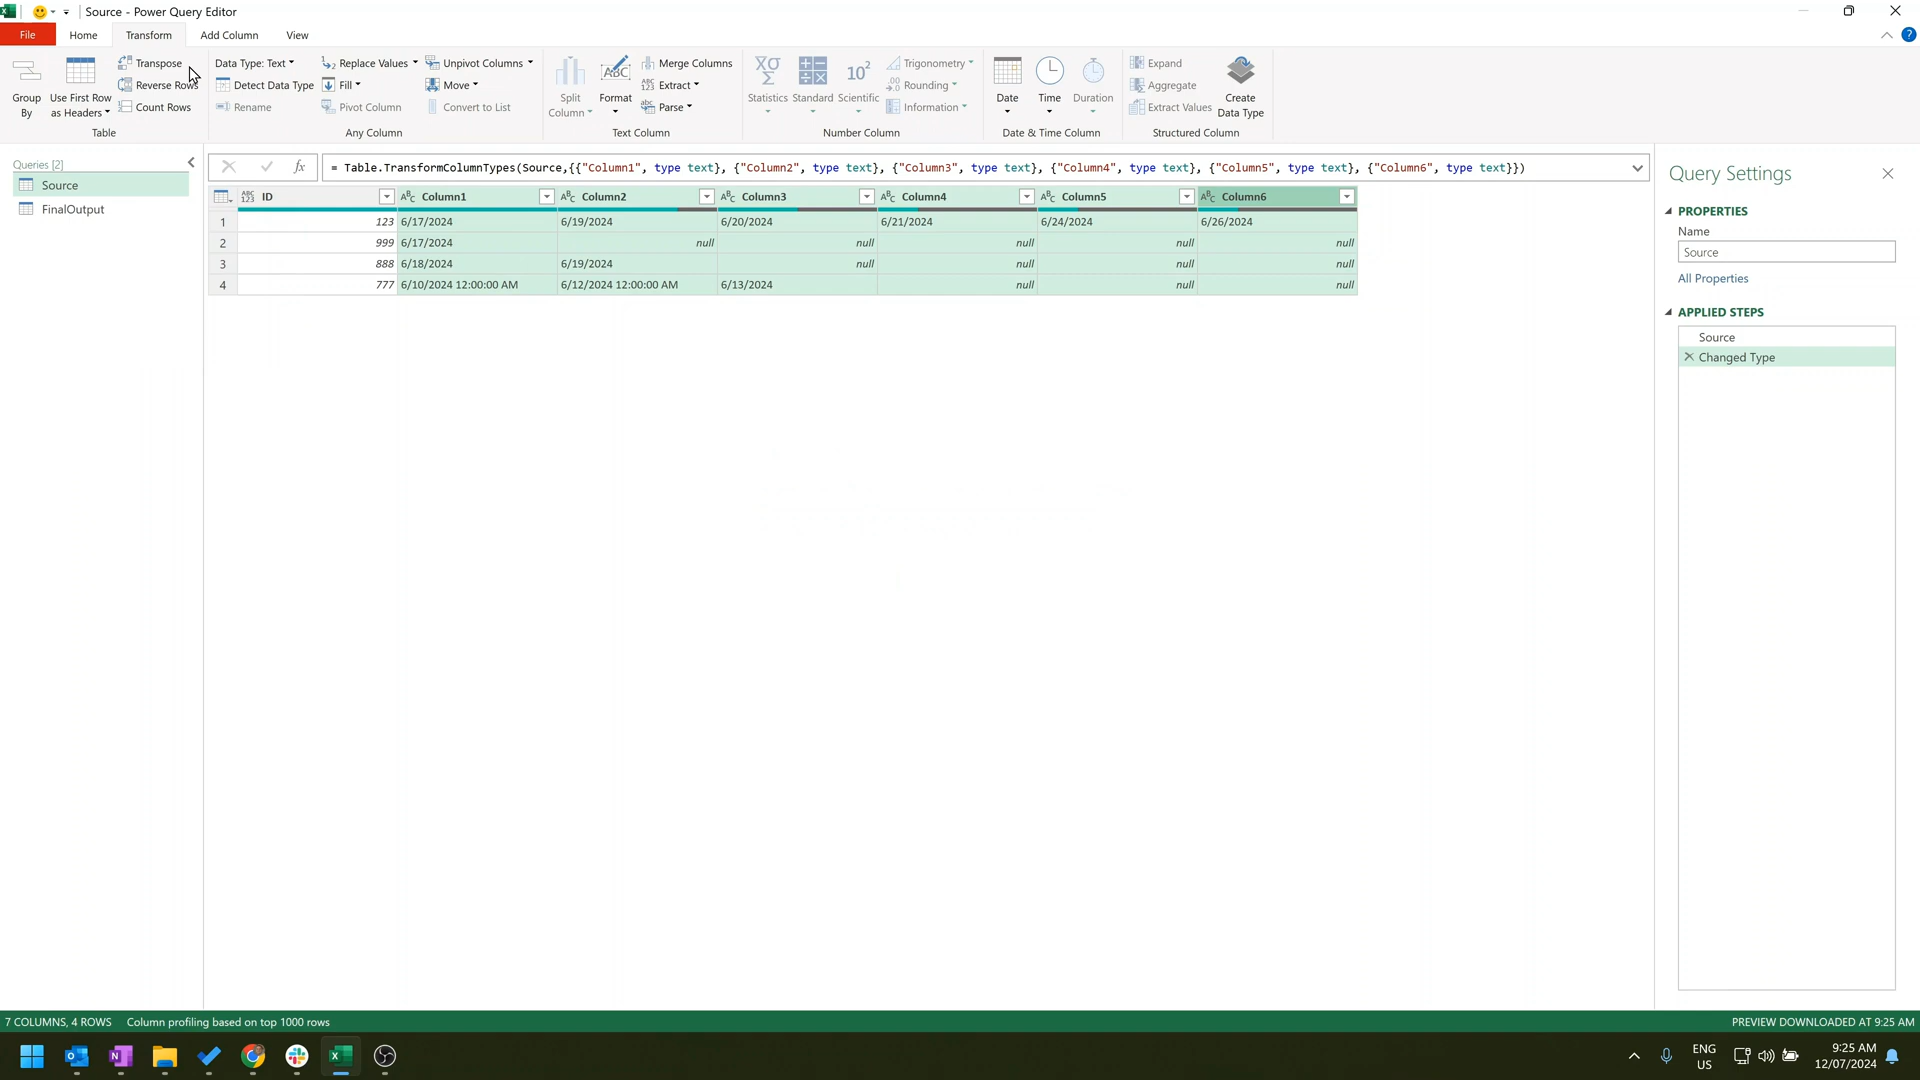 Source - Power Query Editor
File Home Transform Add Column View
Group By
Use First Row as Headers
Transpose
Reverse Rows
Count Rows
Table
Data Type: Text
Detect Data Type
Rename
Replace Values
Fill
Pivot Column
Unpivot Columns
Move
Convert to List
Any Column
Split Column
Format
Merge Columns
Extract
Parse
Text Column
Statistics
Standard
Scientific
Trigonometry
Rounding
Information
Number Column
Date
Time
Duration
Date & Time Column
Expand
Aggregate
Extract Values
Create Data Type
Structured Column
Queries [2]
Source
FinalOutput
fx = Table.TransformColumnTypes(Source,{{"Column1", type text}, {"Column2", type text}, {"Column3", type text}, {"Column4", type text}, {"Column5", type text}, {"Column6", type text}})
ID Column1 Column2 Column3 Column4 Column5 Column6
1 123 6/17/2024 6/19/2024 6/20/2024 6/21/2024 6/24/2024 6/26/2024
2 999 6/17/2024 null null null null null
3 888 6/18/2024 6/19/2024 null null null null
4 777 6/10/2024 12:00:00 AM 6/12/2024 12:00:00 AM 6/13/2024 null null null
Query Settings
PROPERTIES
Name
Source
All Properties
APPLIED STEPS
Source
Changed Type
7 COLUMNS, 4 ROWS Column profiling based on top 1000 rows
PREVIEW DOWNLOADED AT 9:25 AM
ENG
US
9:25 AM
12/07/2024